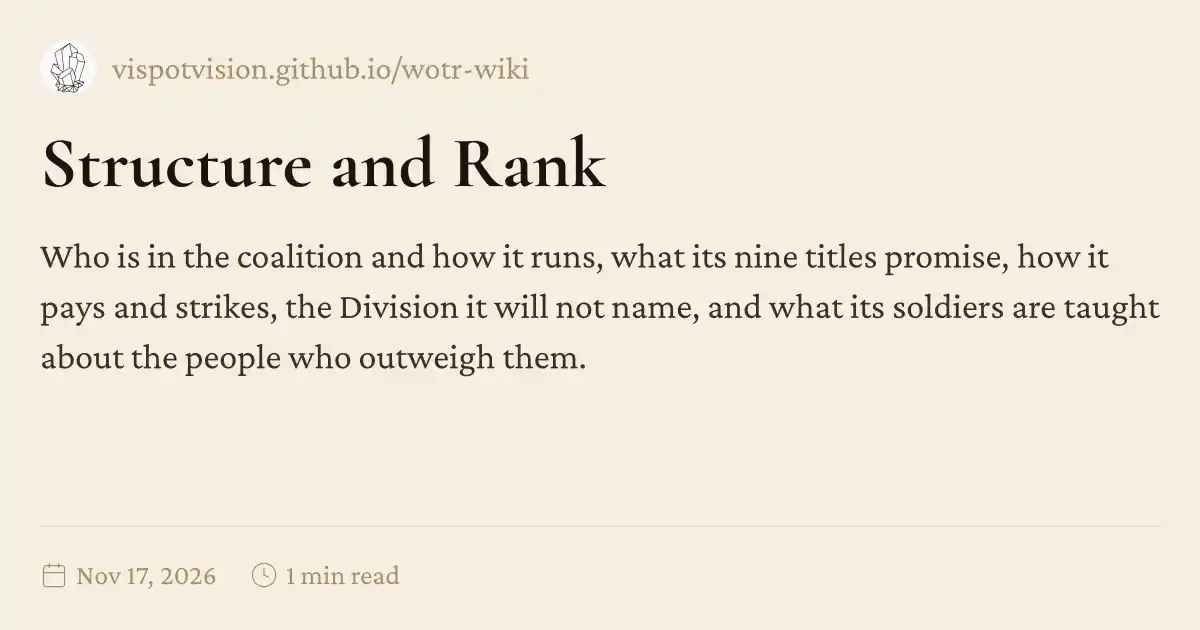 vispotvision.github.io/wotr-wiki
Structure and Rank
Who is in the coalition and how it runs, what its nine titles promise, how it
pays and strikes, the Division it will not name, and what its soldiers are taught
about the people who outweigh them.
Nov 17, 2026
1 min read